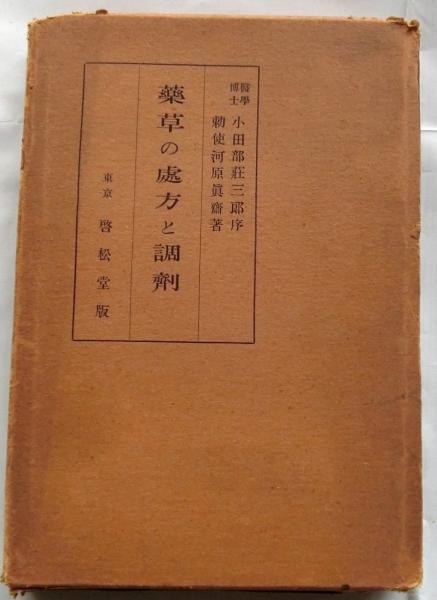 醫學博士 小田部莊三郎序
勅使河原眞齋著
藥草の處方と調劑
東京 啓松堂版